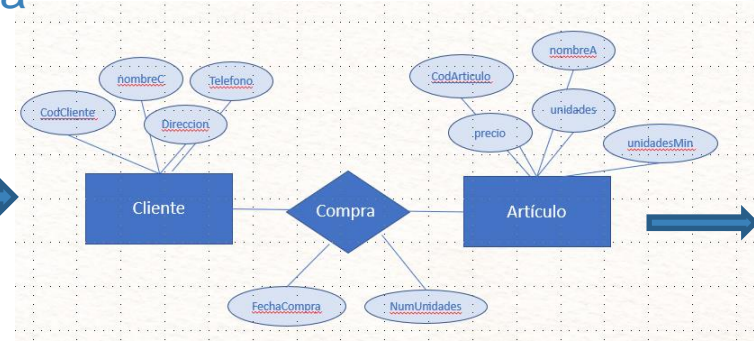 a
nombreA
nombreC
Telefono
CodArticulo
CodCliente
Direccion
unidades
precio
unidadesMin
Cliente
Compra
Artículo
FechaCompra
NumUnidades